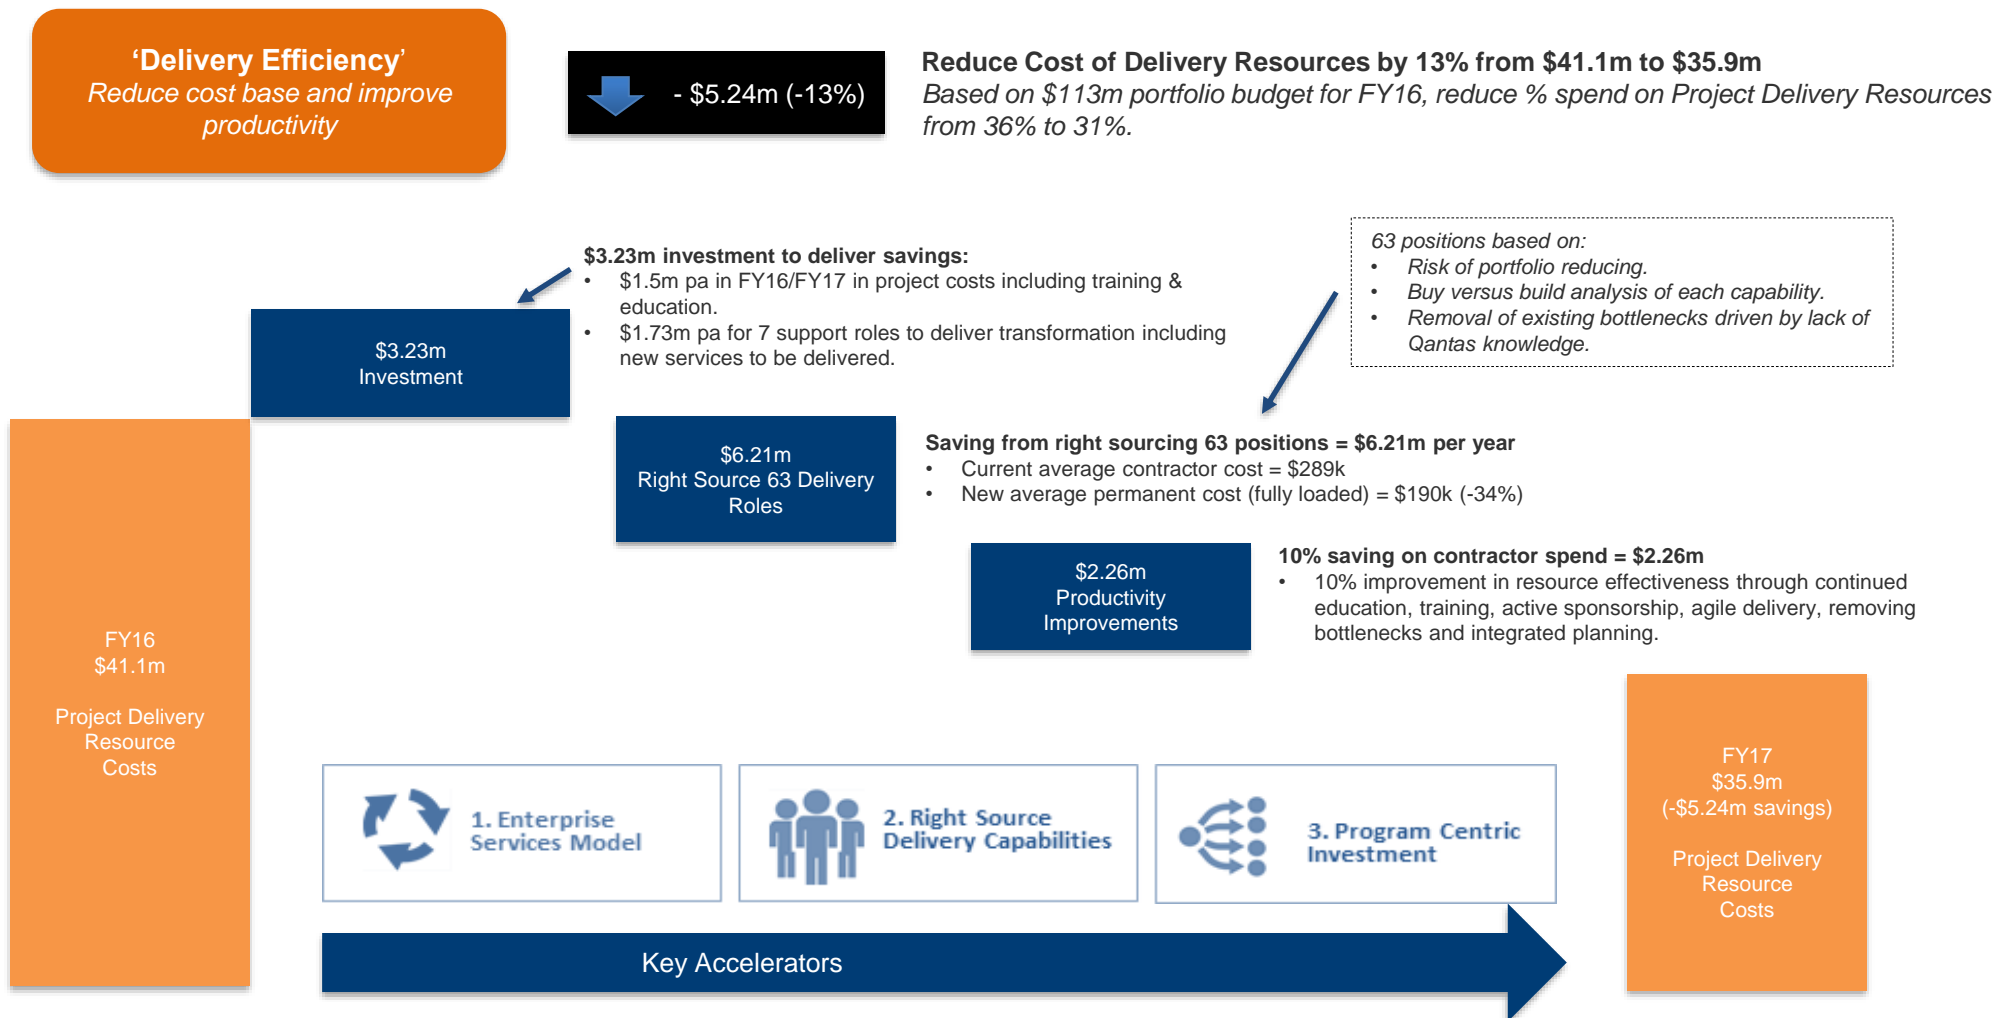 ‘Delivery Efficiency’
Reduce cost base and improve
productivity
- $5.24m (-13%)
Reduce Cost of Delivery Resources by 13% from $41.1m to $35.9m
Based on $113m portfolio budget for FY16, reduce % spend on Project Delivery Resources
from 36% to 31%.
$3.23m investment to deliver savings:
• $1.5m pa in FY16/FY17 in project costs including training &
education.
• $1.73m pa for 7 support roles to deliver transformation including
new services to be delivered.
63 positions based on:
• Risk of portfolio reducing.
• Buy versus build analysis of each capability.
• Removal of existing bottlenecks driven by lack of
Qantas knowledge.
$3.23m
Investment
$6.21m
Right Source 63 Delivery
Roles
Saving from right sourcing 63 positions = $6.21m per year
• Current average contractor cost = $289k
• New average permanent cost (fully loaded) = $190k (-34%)
$2.26m
Productivity
Improvements
10% saving on contractor spend = $2.26m
• 10% improvement in resource effectiveness through continued
education, training, active sponsorship, agile delivery, removing
bottlenecks and integrated planning.
FY16
$41.1m
Project Delivery
Resource
Costs
1. Enterprise
Services Model
2. Right Source
Delivery Capabilities
3. Program Centric
Investment
FY17
$35.9m
(-$5.24m savings)
Project Delivery
Resource
Costs
Key Accelerators